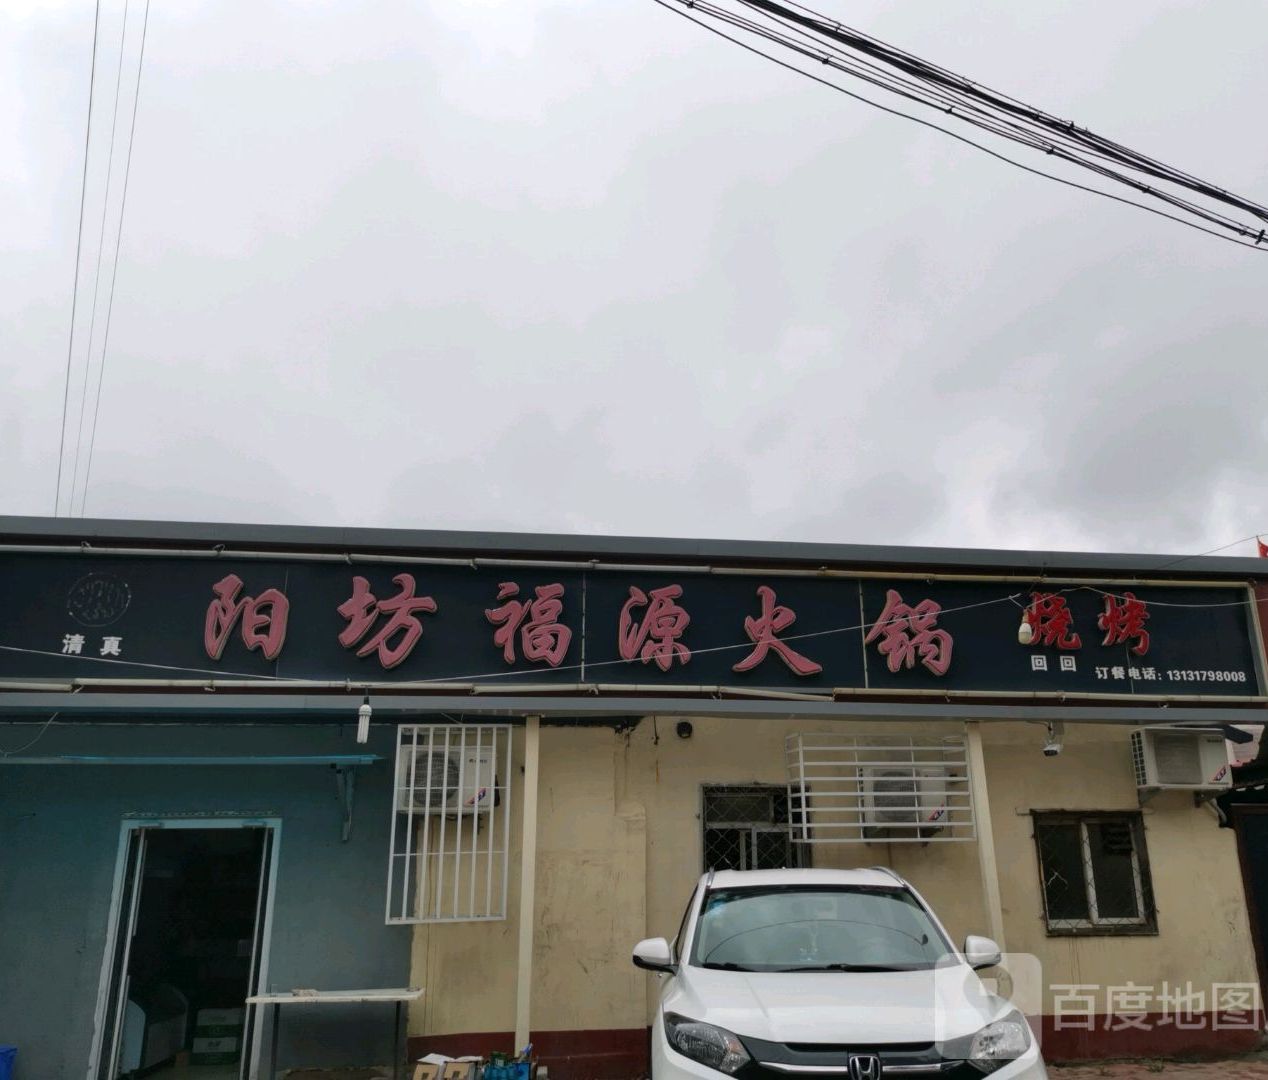 清真
阳坊福源火锅
烧烤
回回 订餐电话：13131798008
百度地图